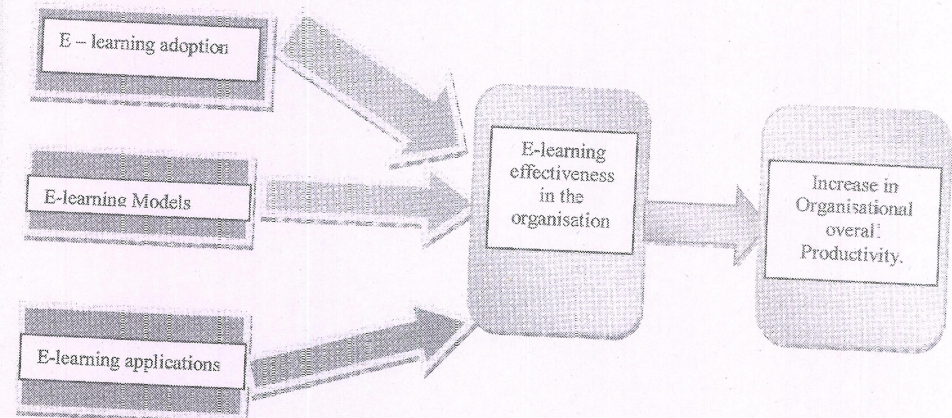 E – learning adoption
E-learning Models
E-learning applications
E-learning
effectiveness
in the
organisation
Increase in
Organisational
overall
Productivity.